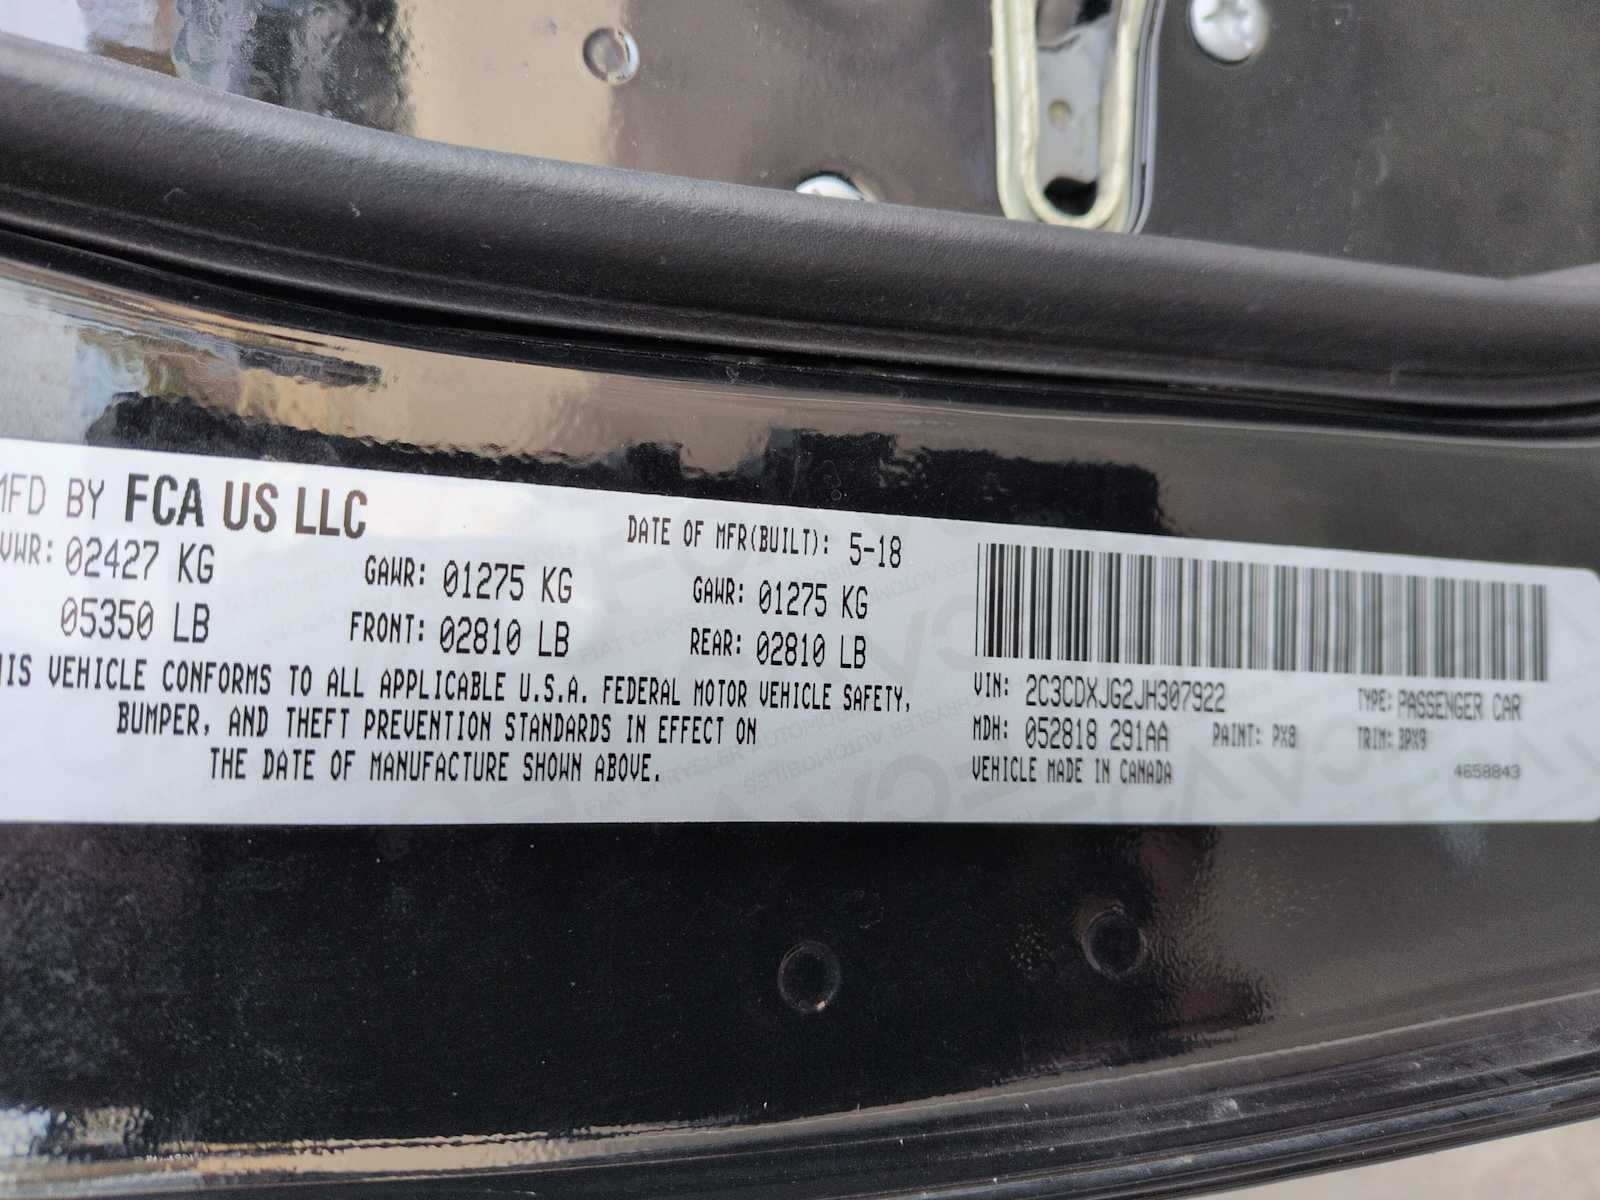 MFD BY FCA US LLC
DATE OF MFR(BUILT): 5-18
VWR: 02427 KG GAWR: 01275 KG GAWR: 01275 KG
05350 LB FRONT: 02810 LB REAR: 02810 LB
IS VEHICLE CONFORMS TO ALL APPLICABLE U.S.A. FEDERAL MOTOR VEHICLE SAFETY,
BUMPER, AND THEFT PREVENTION STANDARDS IN EFFECT ON
THE DATE OF MANUFACTURE SHOWN ABOVE.
VIN: 2C3CDXJG2JH307922 TYPE: PASSENGER CAR
MDH: 052818 291AA PAINT: PX8 TRIM: 3PX9
VEHICLE MADE IN CANADA 4658843